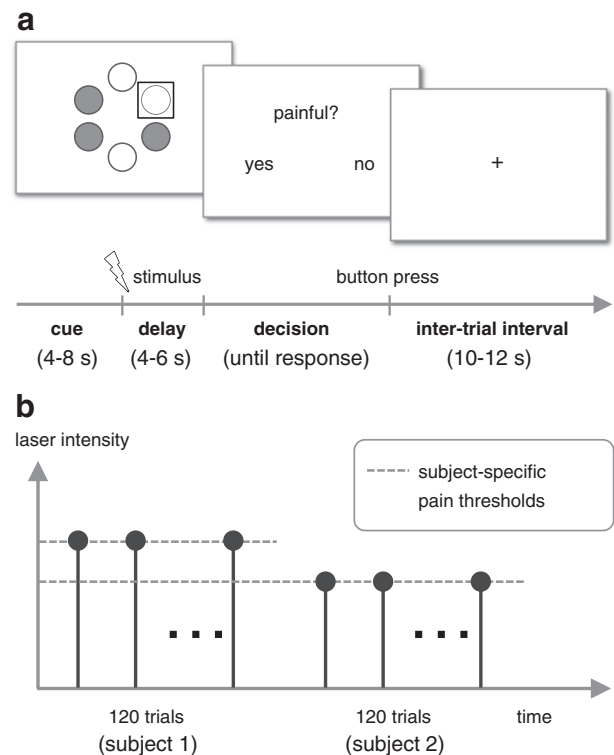 a
painful?
yes no
+
stimulus button press
cue delay decision inter-trial interval
(4-8 s) (4-6 s) (until response) (10-12 s)
b
laser intensity
subject-specific
pain thresholds
120 trials 120 trials time
(subject 1) (subject 2)